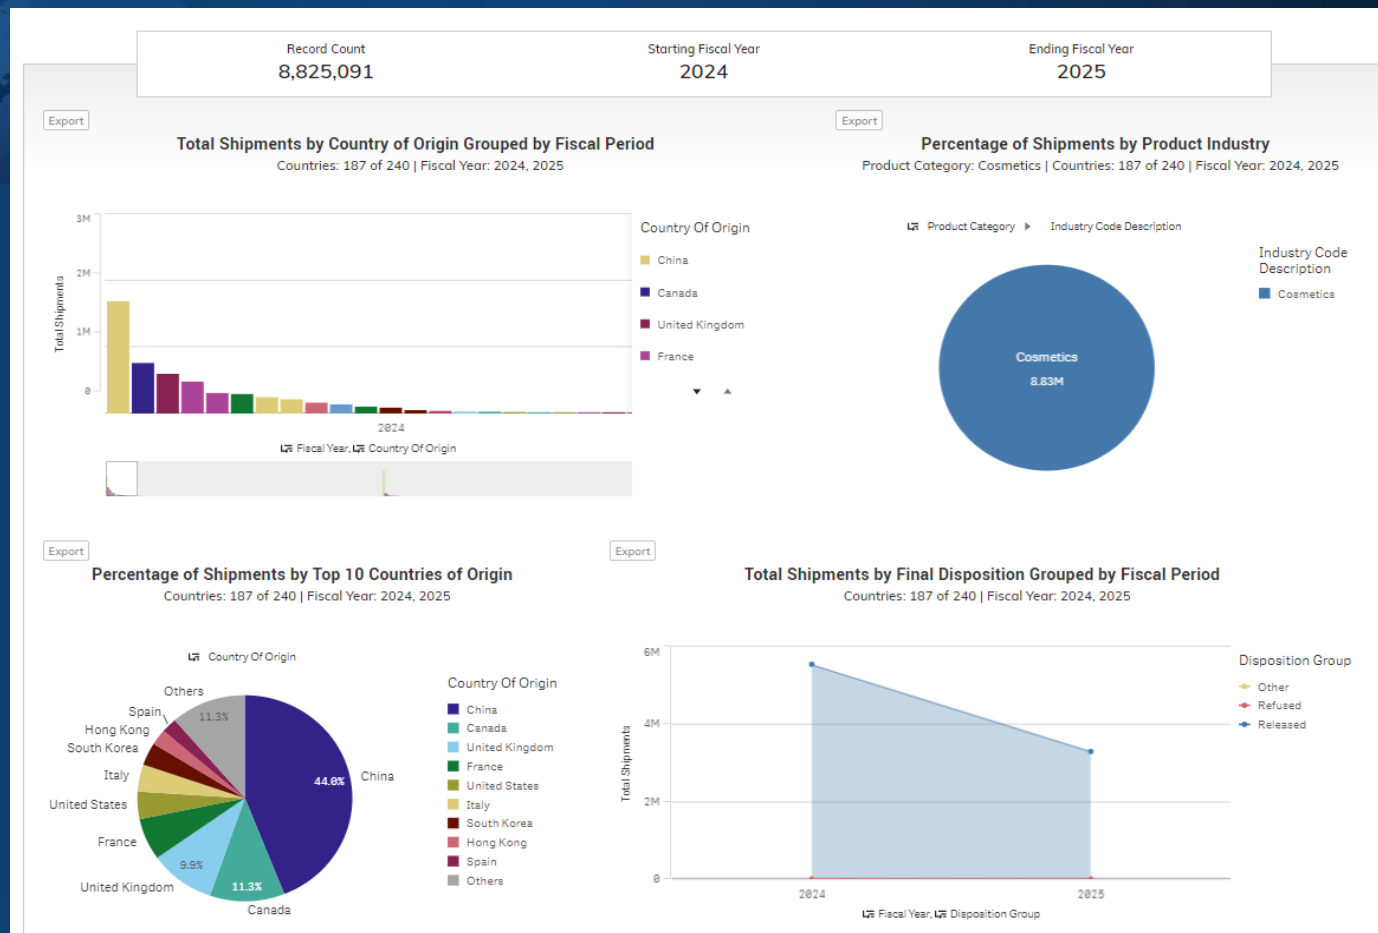 Record Count
8,825,091
Starting Fiscal Year
2024
Ending Fiscal Year
2025
Export
Total Shipments by Country of Origin Grouped by Fiscal Period
Countries: 187 of 240 | Fiscal Year: 2024, 2025
Total Shipments
3M
2M
1M
0
2024
Fiscal Year, Country Of Origin
Country Of Origin
China
Canada
United Kingdom
France
Export
Percentage of Shipments by Product Industry
Product Category: Cosmetics | Countries: 187 of 240 | Fiscal Year: 2024, 2025
Product Category
Industry Code Description
Cosmetics
8.83M
Industry Code
Description
Cosmetics
Export
Percentage of Shipments by Top 10 Countries of Origin
Countries: 187 of 240 | Fiscal Year: 2024, 2025
Country Of Origin
Others
11.3%
Spain
Hong Kong
South Korea
Italy
United States
France
United Kingdom
9.9%
Canada
11.3%
China
44.0%
Country Of Origin
China
Canada
United Kingdom
France
United States
Italy
South Korea
Hong Kong
Spain
Others
Export
Total Shipments by Final Disposition Grouped by Fiscal Period
Countries: 187 of 240 | Fiscal Year: 2024, 2025
Total Shipments
6M
4M
2M
0
2024
2025
Fiscal Year, Disposition Group
Disposition Group
Other
Refused
Released